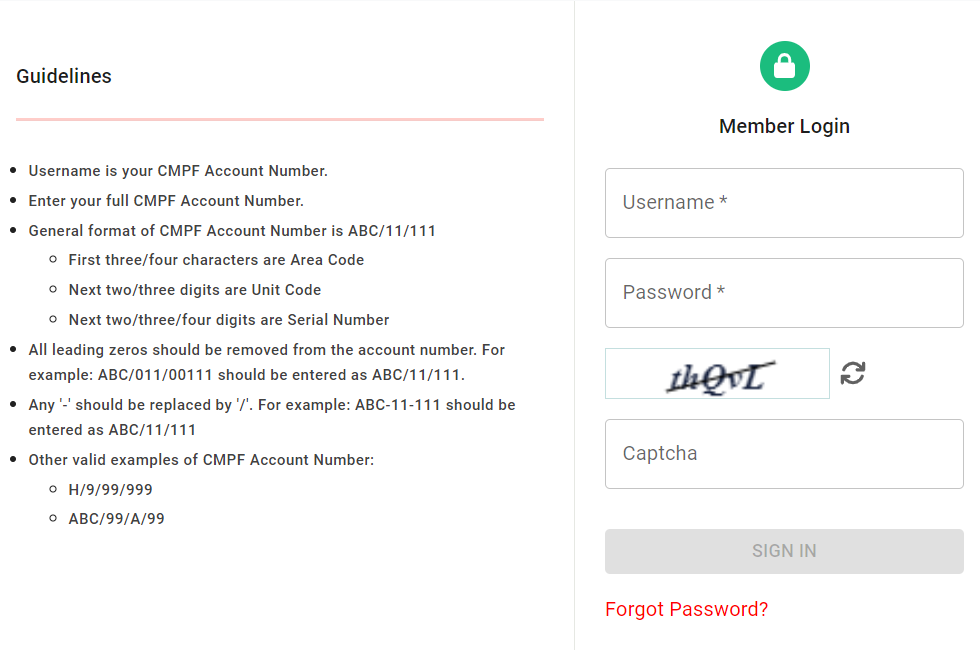 Guidelines
Username is your CMPF Account Number.
Enter your full CMPF Account Number.
General format of CMPF Account Number is ABC/11/111
First three/four characters are Area Code
Next two/three digits are Unit Code
Next two/three/four digits are Serial Number
All leading zeros should be removed from the account number. For
example: ABC/011/00111 should be entered as ABC/11/111.
Any '-' should be replaced by '/'. For example: ABC-11-111 should be
entered as ABC/11/111
Other valid examples of CMPF Account Number:
H/9/99/999
ABC/99/A/99
Member Login
Username *
Password *
thQvL
Captcha
SIGN IN
Forgot Password?